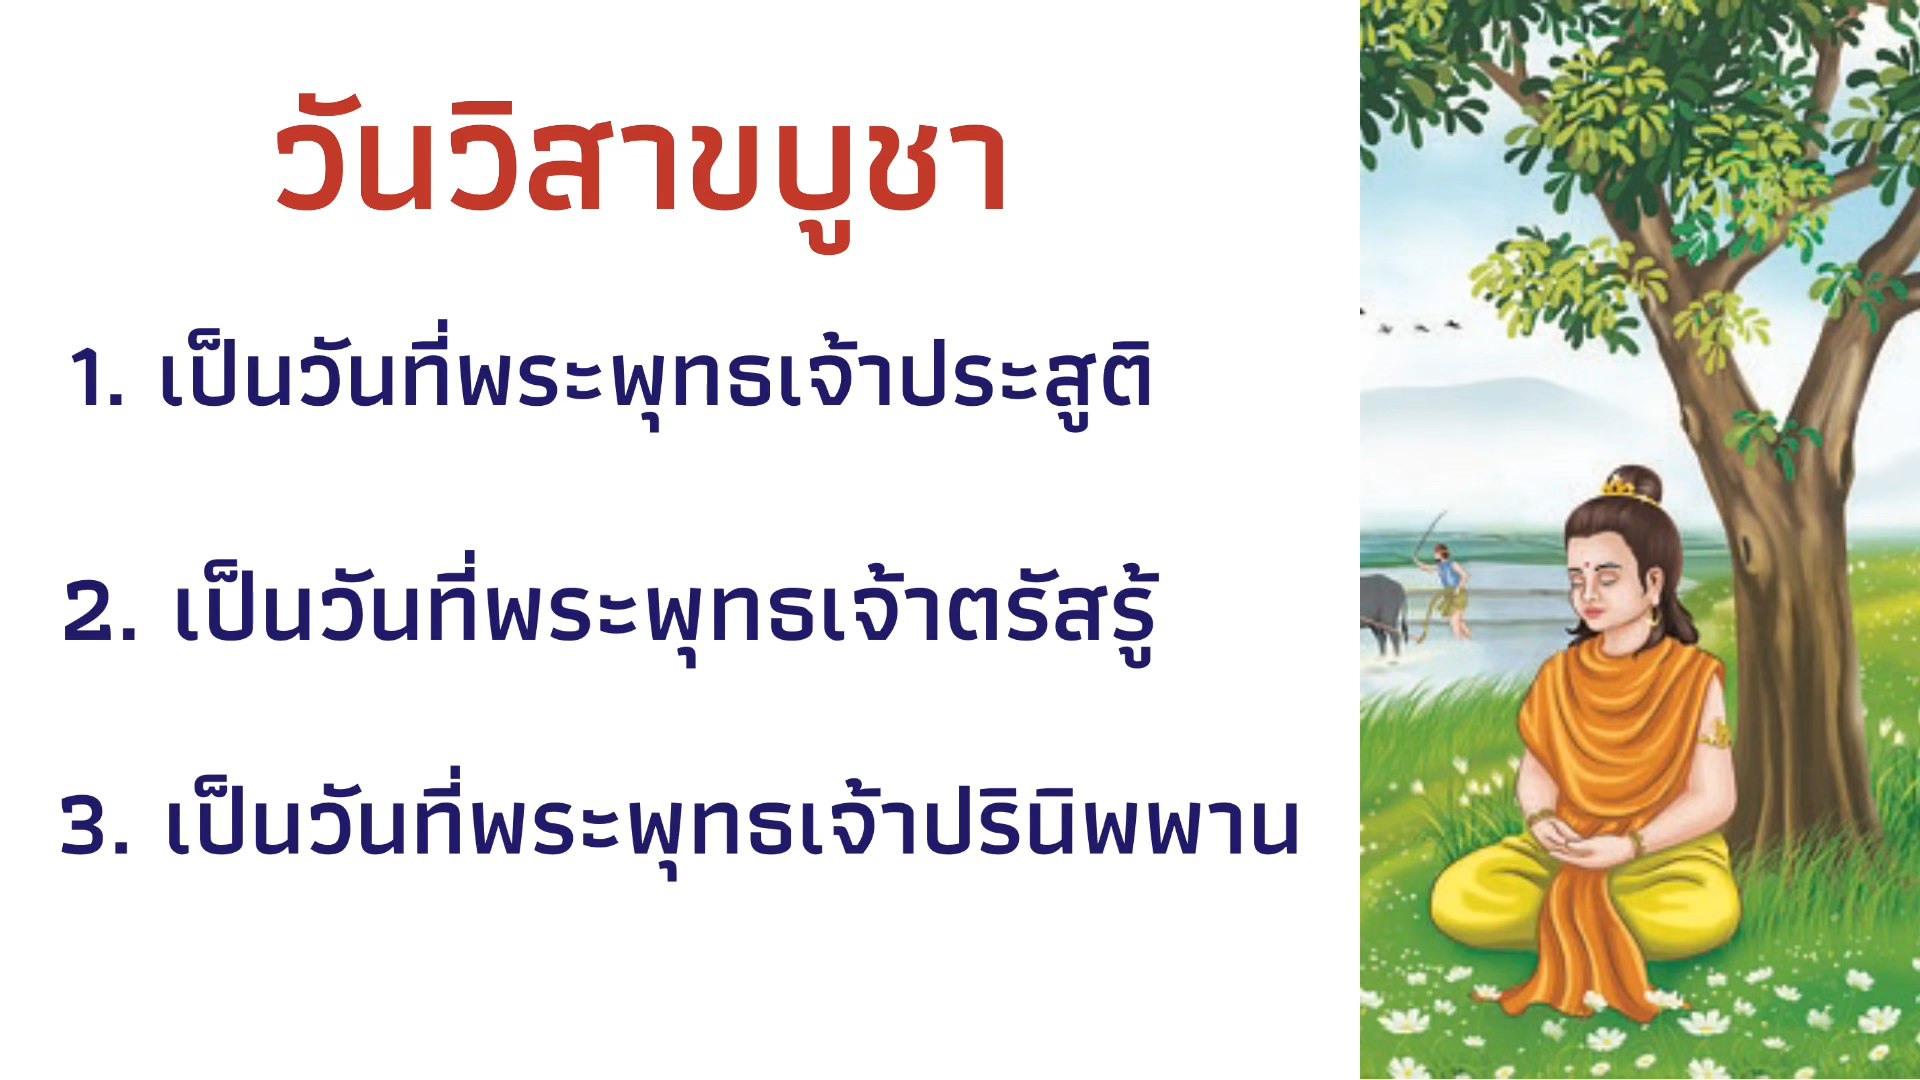 วันวิสาขบูชา
1. เป็นวันที่พระพุทธเจ้าประสูติ
2. เป็นวันที่พระพุทธเจ้าตรัสรู้
3. เป็นวันที่พระพุทธเจ้าปรินิพพาน